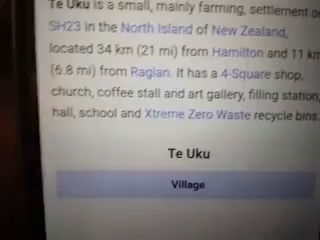 Te Uku is a small, mainly farming, settlement
SH23 in the North Island of New Zealand,
located 34 km (21 mi) from Hamilton and 11 km
(6.8 mi) from Raglan. It has a 4-Square shop,
church, coffee stall and art gallery, filling station,
hall, school and Xtreme Zero Waste recycle bins.
Te Uku
Village